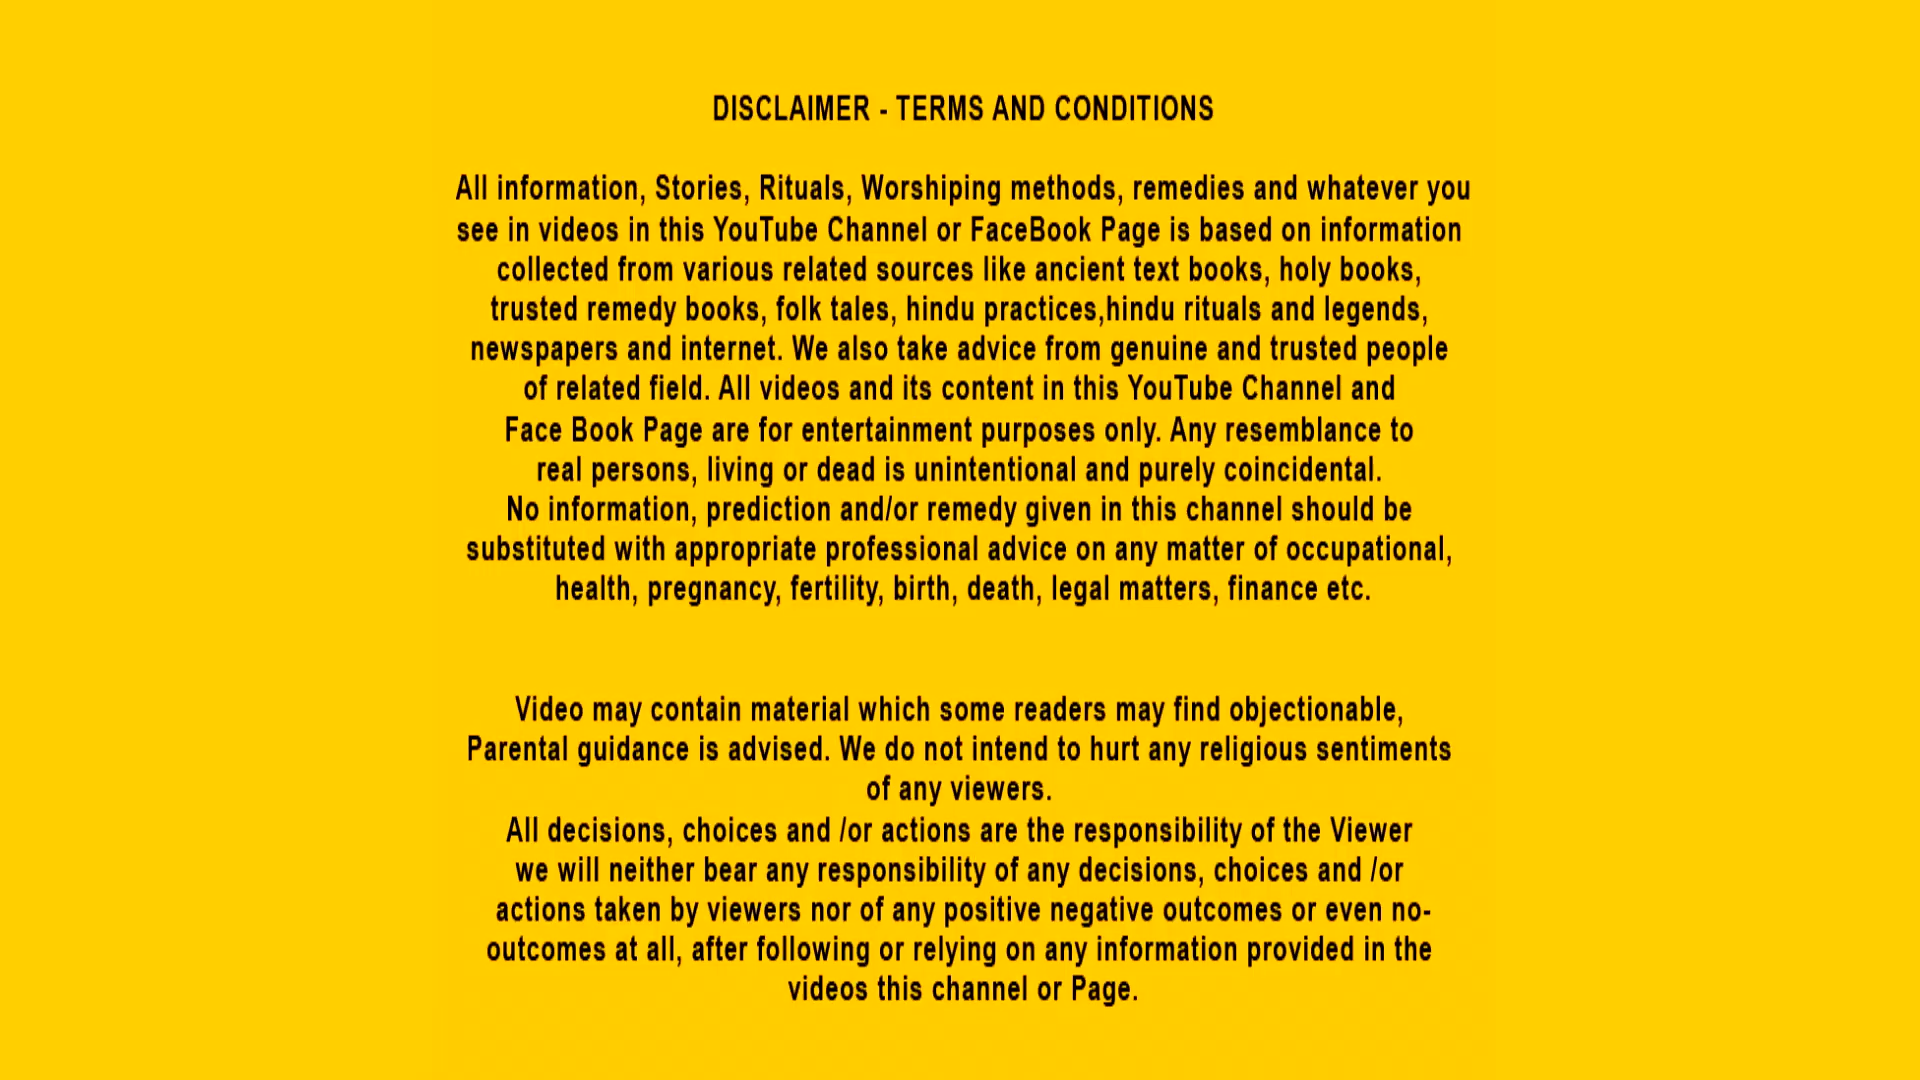 DISCLAIMER - TERMS AND CONDITIONS
All information, Stories, Rituals, Worshiping methods, remedies and whatever you
see in videos in this YouTube Channel or FaceBook Page is based on information
collected from various related sources like ancient text books, holy books,
trusted remedy books, folk tales, hindu practices,hindu rituals and legends,
newspapers and internet. We also take advice from genuine and trusted people
of related field. All videos and its content in this YouTube Channel and
Face Book Page are for entertainment purposes only. Any resemblance to
real persons, living or dead is unintentional and purely coincidental.
No information, prediction and/or remedy given in this channel should be
substituted with appropriate professional advice on any matter of occupational,
health, pregnancy, fertility, birth, death, legal matters, finance etc.
Video may contain material which some readers may find objectionable,
Parental guidance is advised. We do not intend to hurt any religious sentiments
of any viewers.
All decisions, choices and /or actions are the responsibility of the Viewer
we will neither bear any responsibility of any decisions, choices and /or
actions taken by viewers nor of any positive negative outcomes or even no-
outcomes at all, after following or relying on any information provided in the
videos this channel or Page.